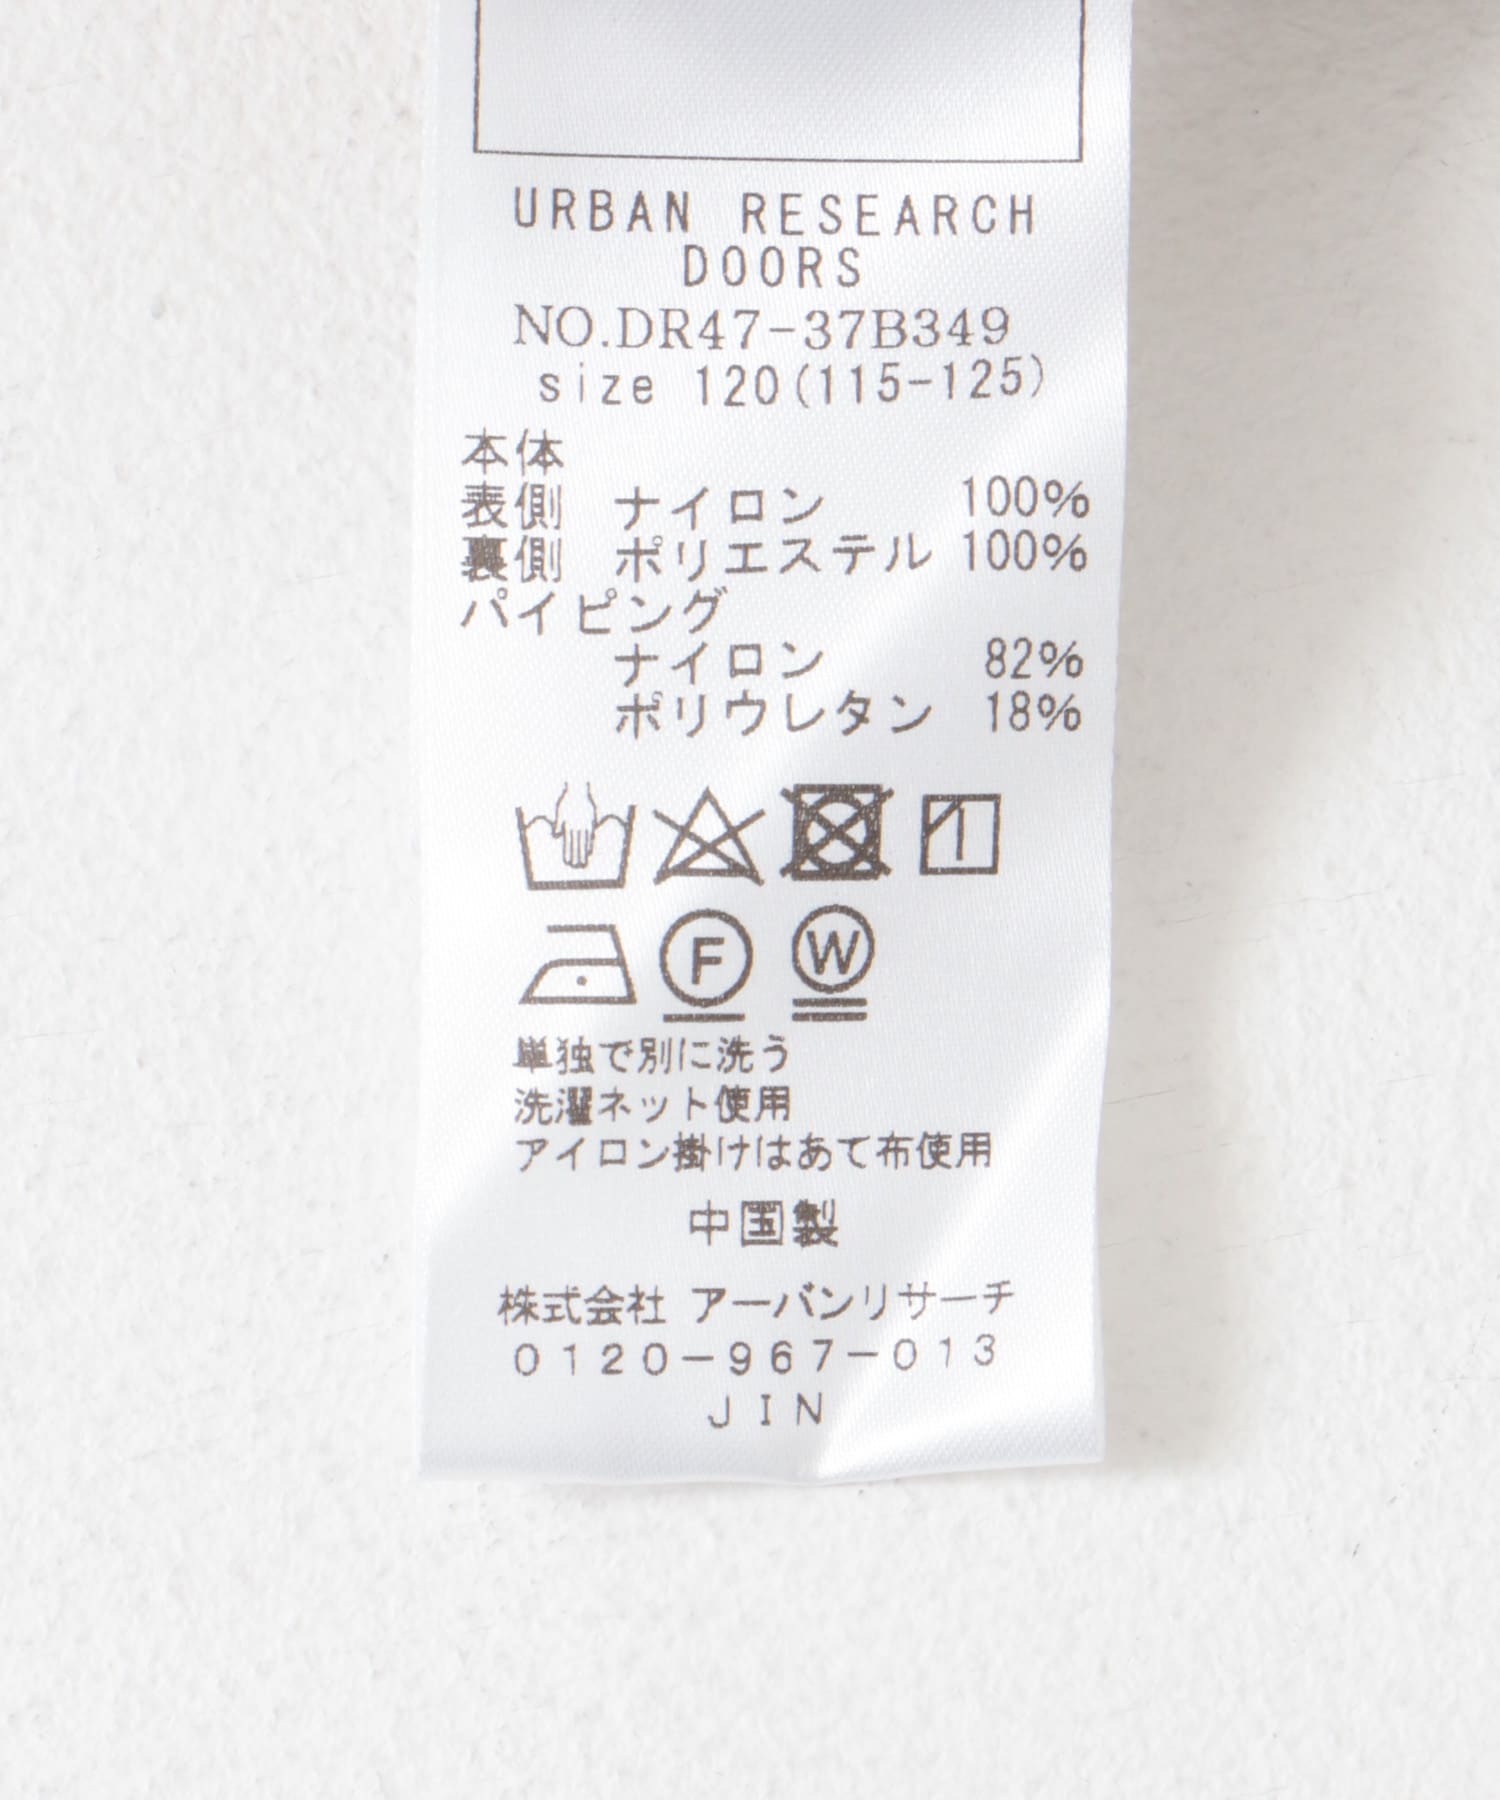 URBAN RESEARCH
DOORS
NO.DR47-37B349
size 120(115-125)
本体
表側 ナイロン 100%
裏側 ポリエステル 100%
パイピング
ナイロン 82%
ポリウレタン 18%
F W
単独で別に洗う
洗濯ネット使用
アイロン掛けはあて布使用
中国製
株式会社 アーバンリサーチ
0120-967-013
JIN